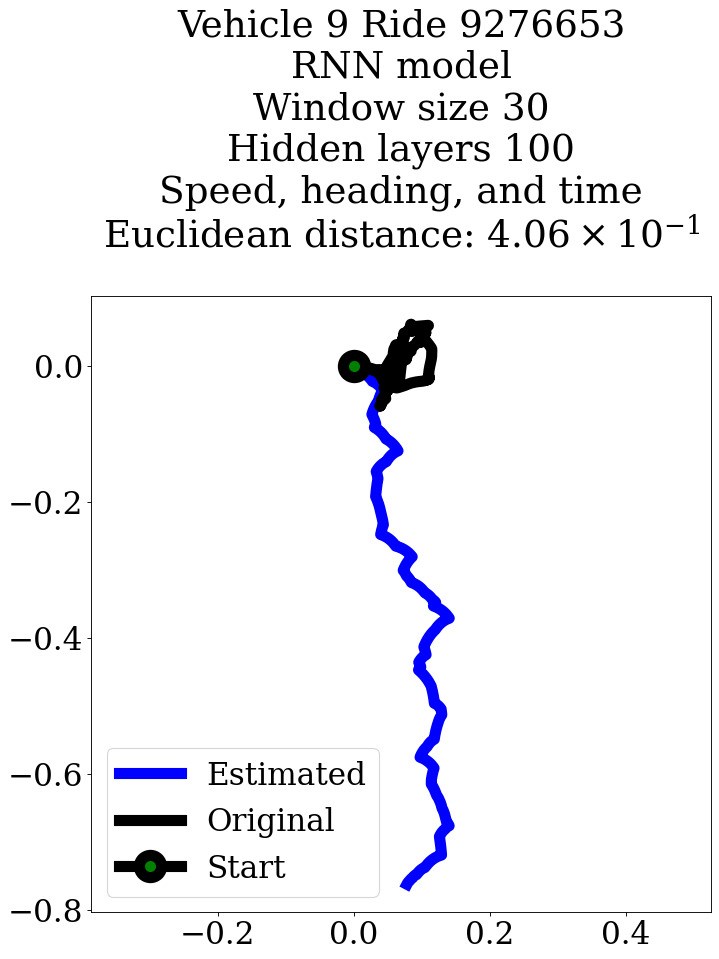 Vehicle 9 Ride 9276653
RNN model
Window size 30
Hidden layers 100
Speed, heading, and time
Euclidean distance: 4.06 × 10⁻¹
0.0
−0.2
−0.4
−0.6
−0.8
Estimated
Original
Start
−0.2
0.0
0.2
0.4